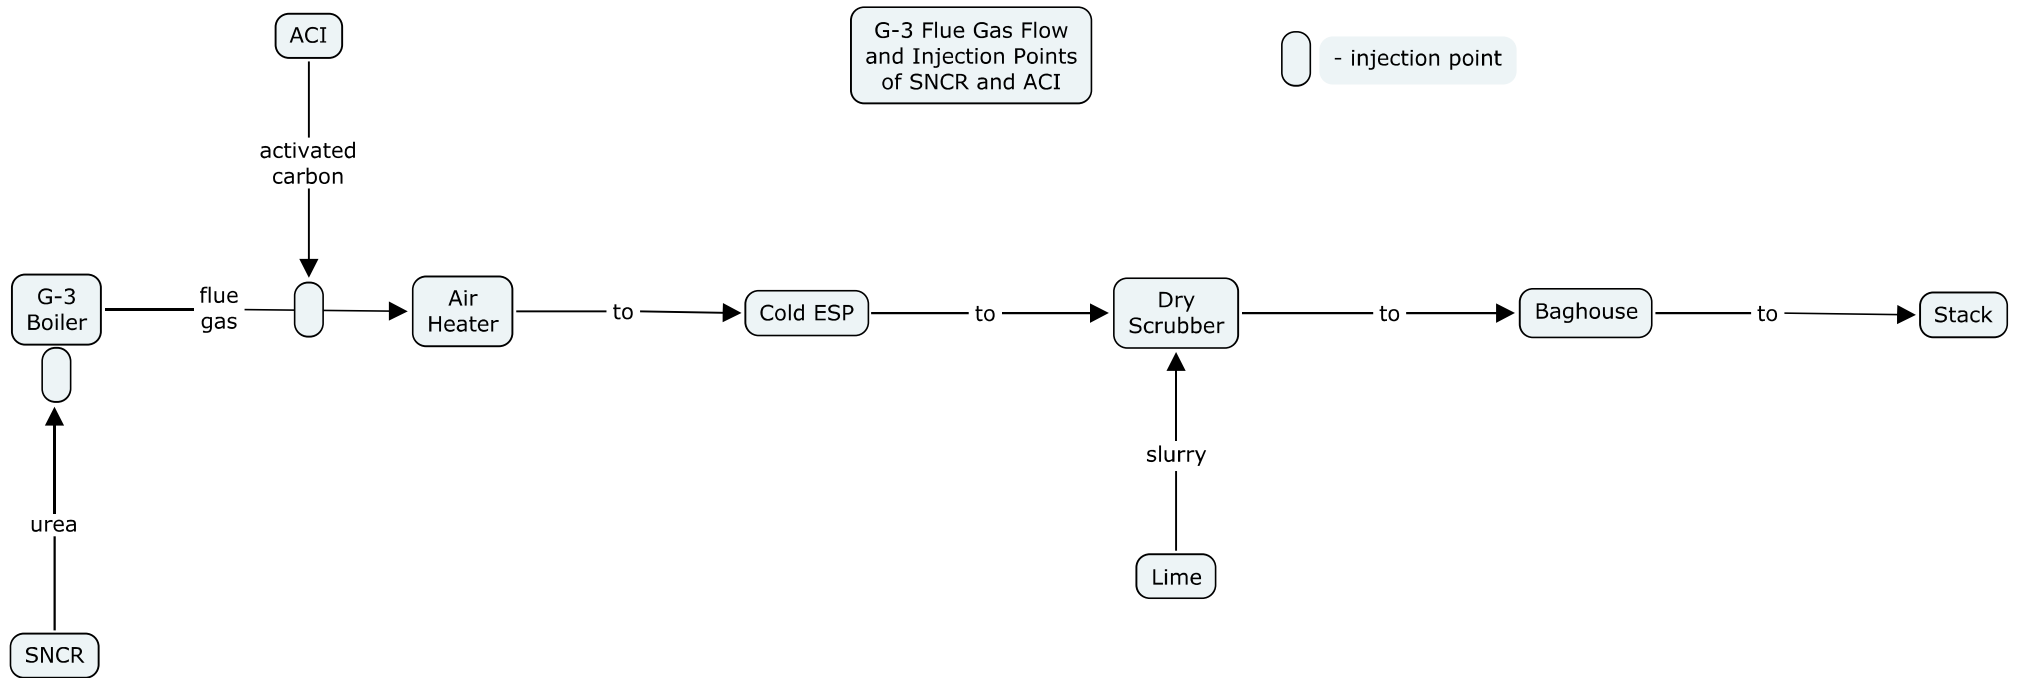 ACI
G-3 Flue Gas Flow
and Injection Points
of SNCR and ACI
- injection point
activated
carbon
G-3
Boiler
flue
gas
Air
Heater
to
Cold ESP
to
Dry
Scrubber
to
Baghouse
to
Stack
slurry
urea
Lime
SNCR